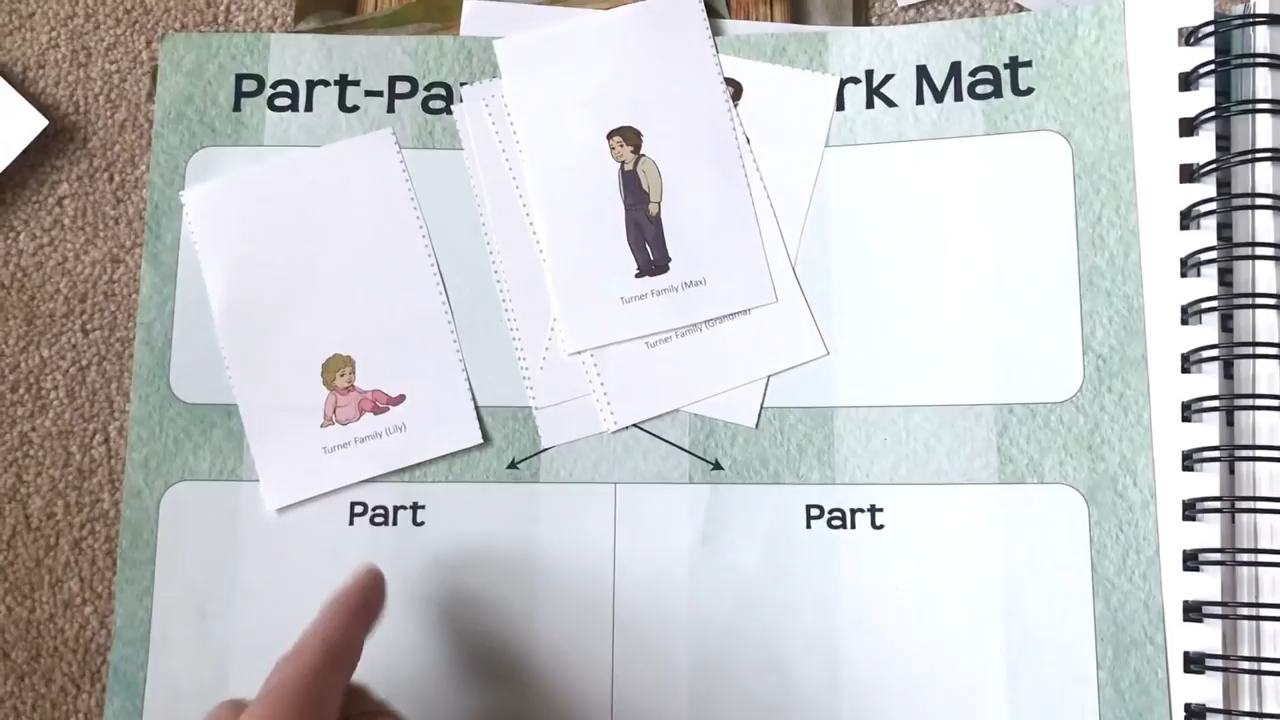 Part-Pa
rk Mat
Turner Family (Max)
Turner Family (Grandma)
Turner Family (Lily)
Part
Part